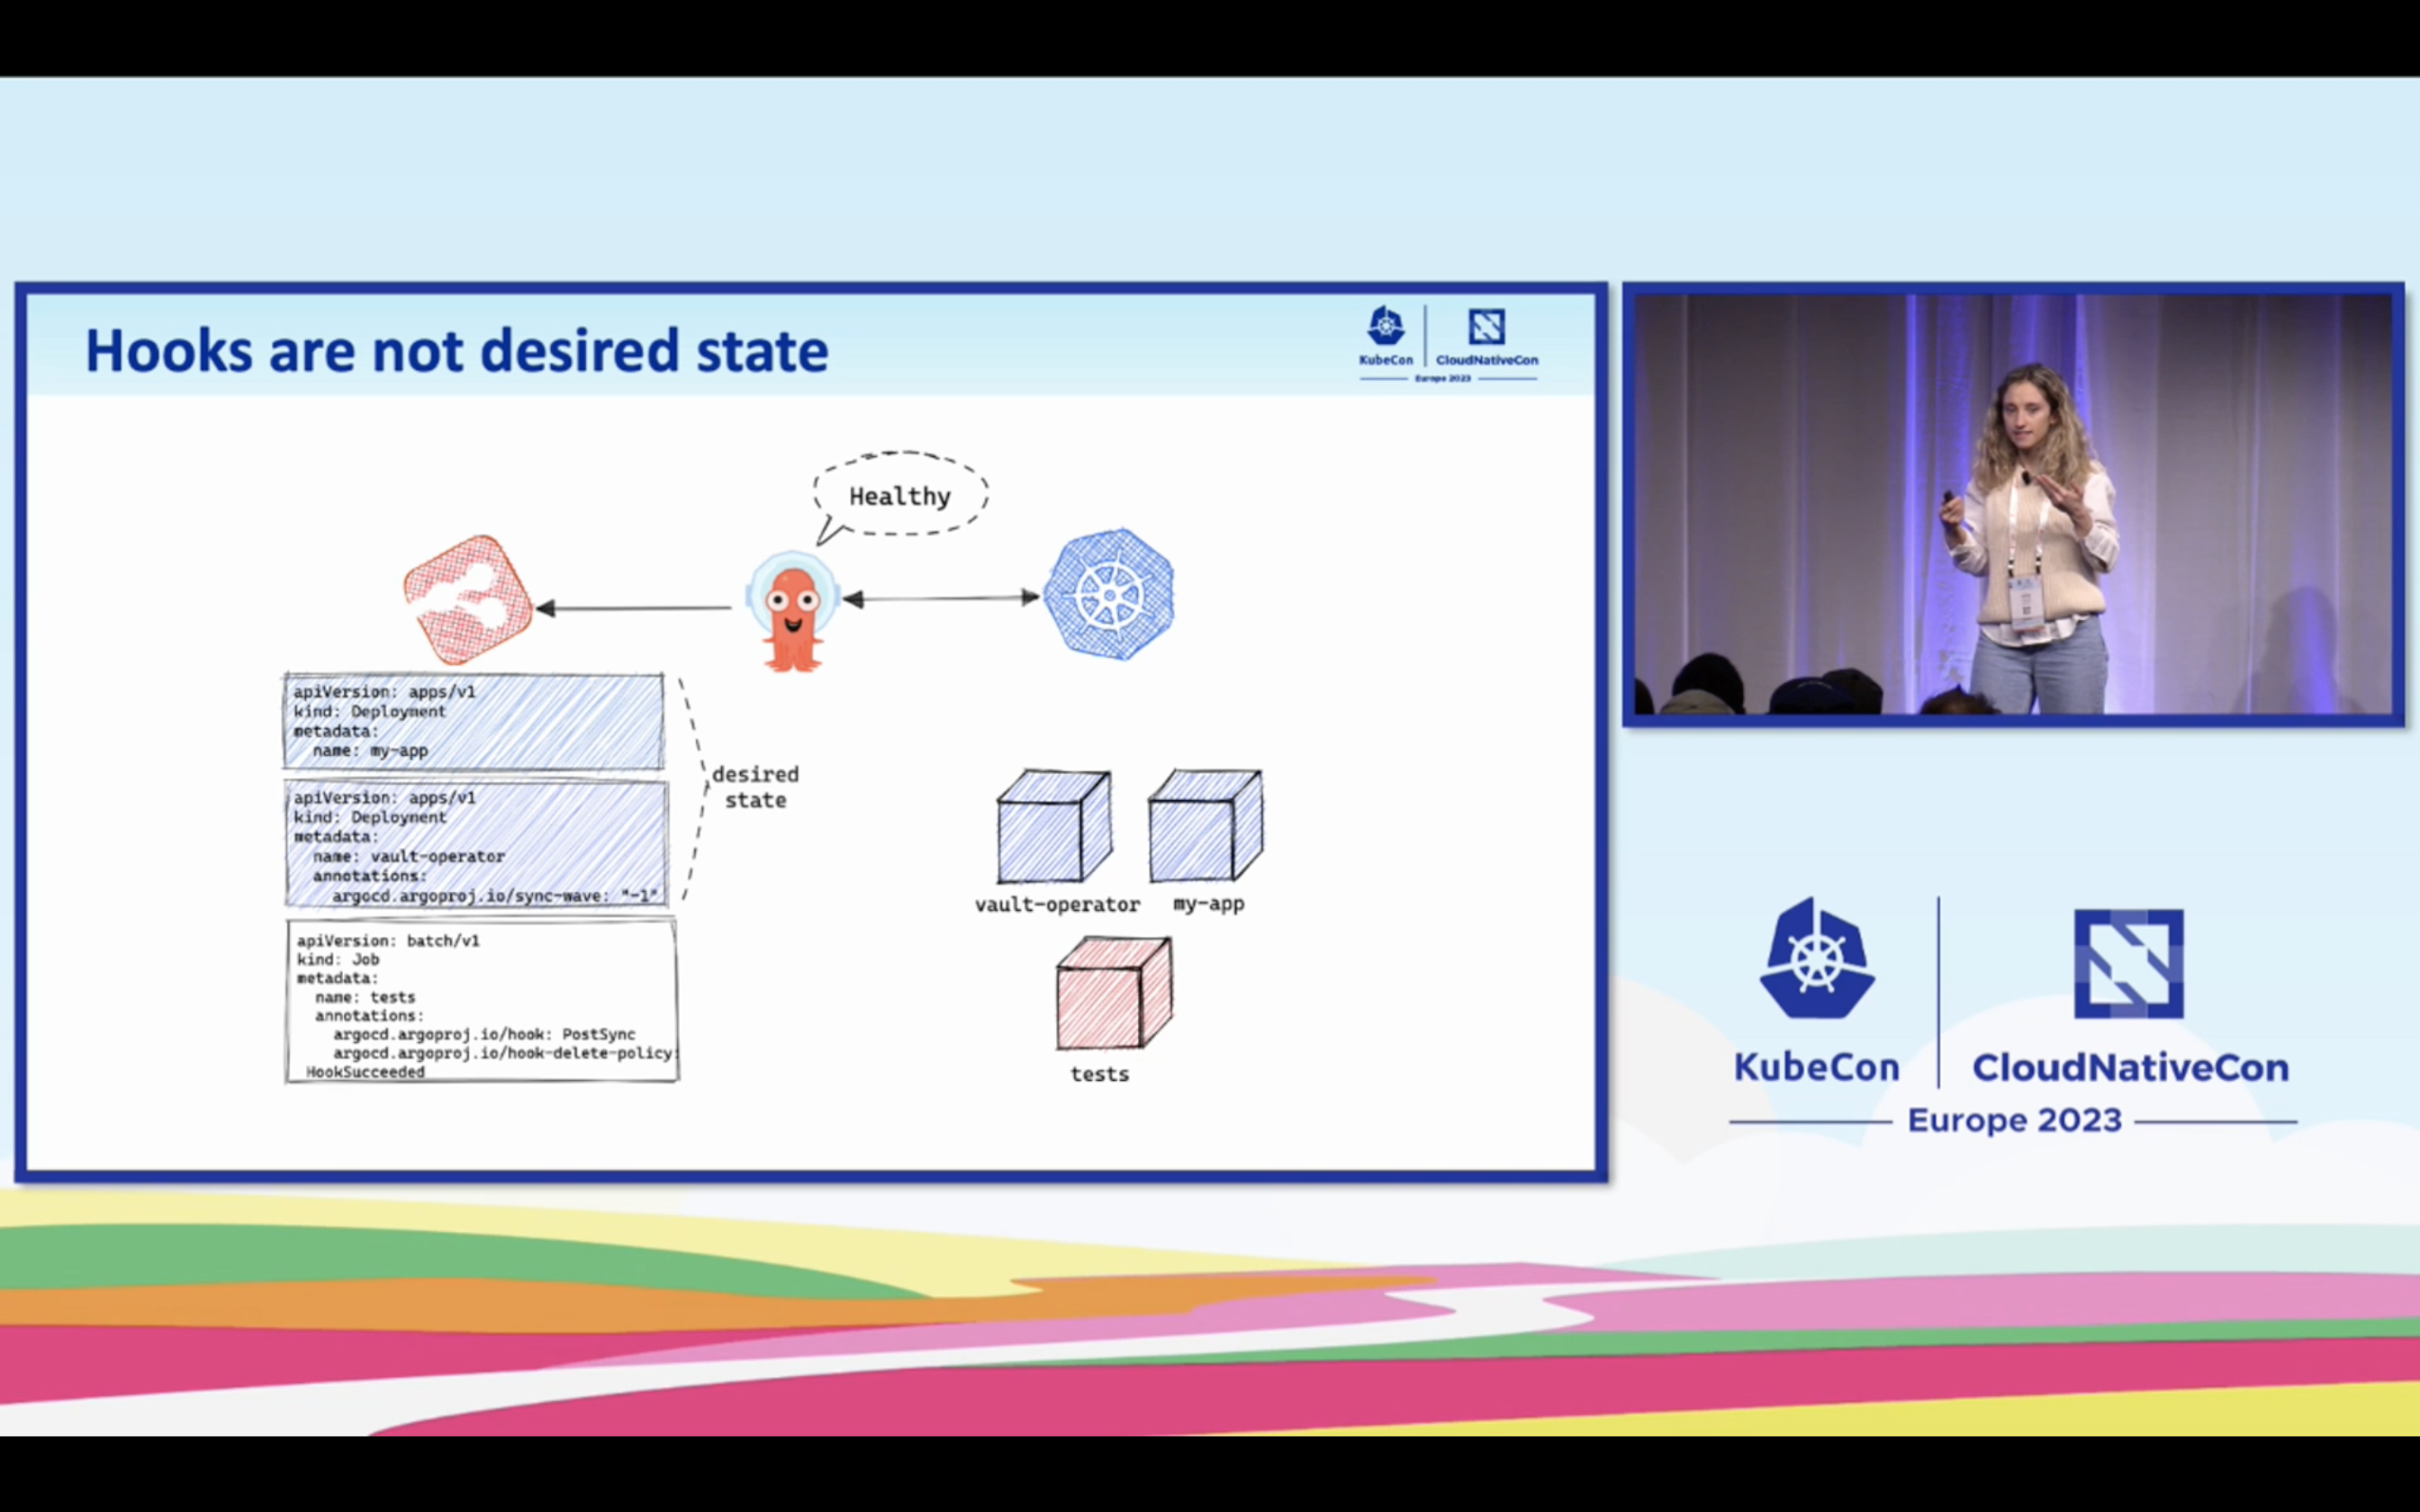 Hooks are not desired state
KubeCon
CloudNativeCon
Europe 2023
Healthy
apiVersion: apps/v1
kind: Deployment
metadata:
name: my-app
apiVersion: apps/v1
kind: Deployment
metadata:
name: vault-operator
annotations:
argocd.argoproj.io/sync-wave: "-1"
apiVersion: batch/v1
kind: Job
metadata:
name: tests
annotations:
argocd.argoproj.io/hook: PostSync
argocd.argoproj.io/hook-delete-policy:
HookSucceeded
desired
state
vault-operator
my-app
tests
KubeCon
CloudNativeCon
Europe 2023